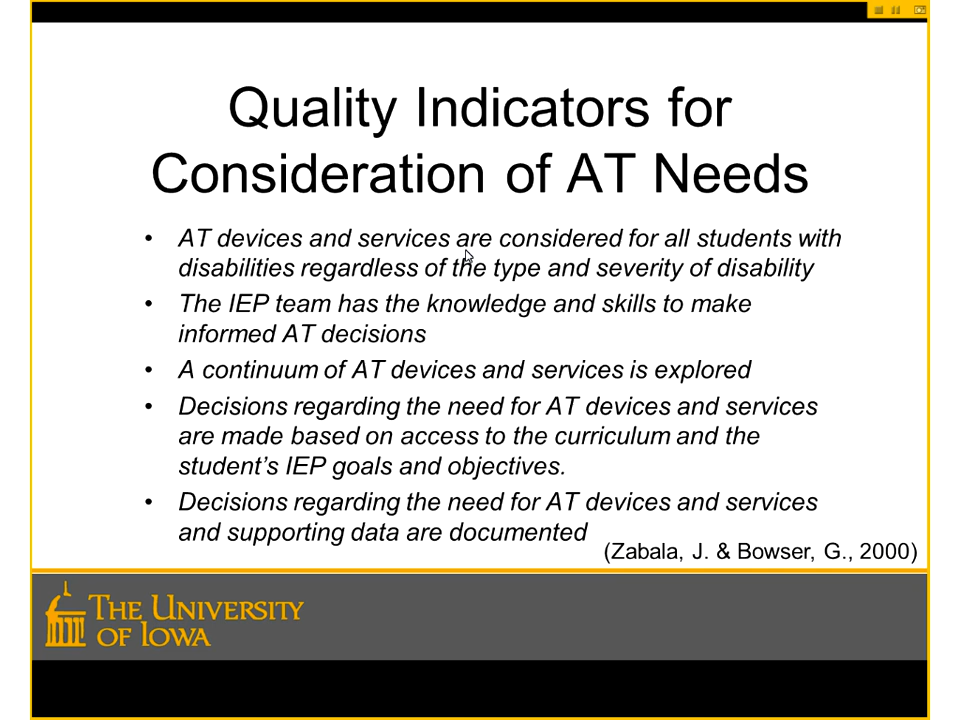 Quality Indicators for
Consideration of AT Needs
• AT devices and services are considered for all students with
disabilities regardless of the type and severity of disability
• The IEP team has the knowledge and skills to make
informed AT decisions
• A continuum of AT devices and services is explored
• Decisions regarding the need for AT devices and services
are made based on access to the curriculum and the
student’s IEP goals and objectives.
• Decisions regarding the need for AT devices and services
and supporting data are documented
(Zabala, J. & Bowser, G., 2000)
THE UNIVERSITY
OF IOWA